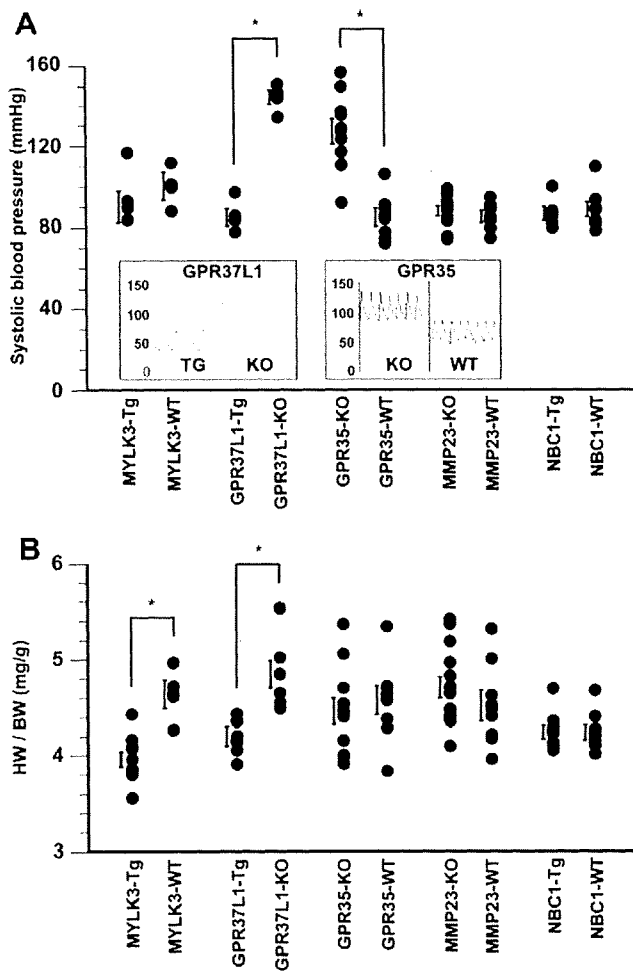 A
*
*
Systolic blood pressure (mmHg)
160
120
80
40
0
GPR37L1
150
100
50
0
TG KO
GPR35
150
100
50
0
KO WT
MYLK3-Tg
MYLK3-WT
GPR37L1-Tg
GPR37L1-KO
GPR35-KO
GPR35-WT
MMP23-KO
MMP23-WT
NBC1-Tg
NBC1-WT
B
*
*
HW / BW (mg/g)
6
5
4
3
MYLK3-Tg
MYLK3-WT
GPR37L1-Tg
GPR37L1-KO
GPR35-KO
GPR35-WT
MMP23-KO
MMP23-WT
NBC1-Tg
NBC1-WT